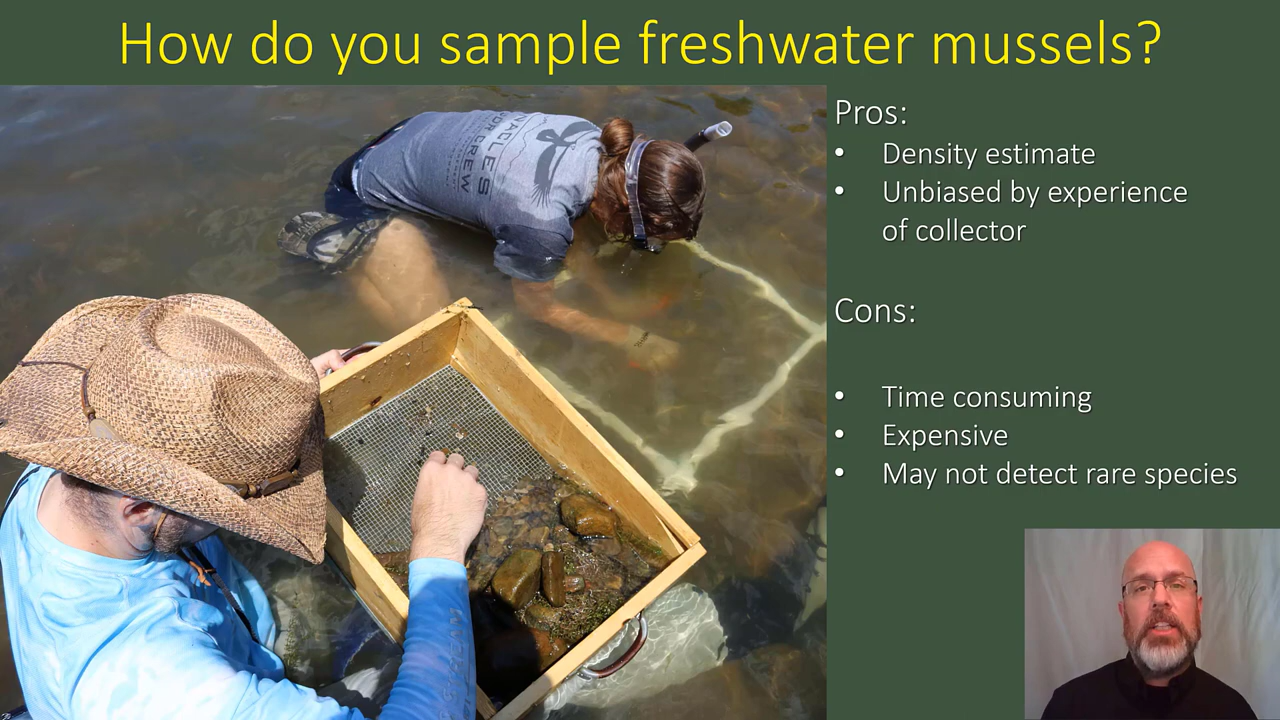 How do you sample freshwater mussels?
Pros:
• Density estimate
• Unbiased by experience
of collector
Cons:
• Time consuming
• Expensive
• May not detect rare species
CREW